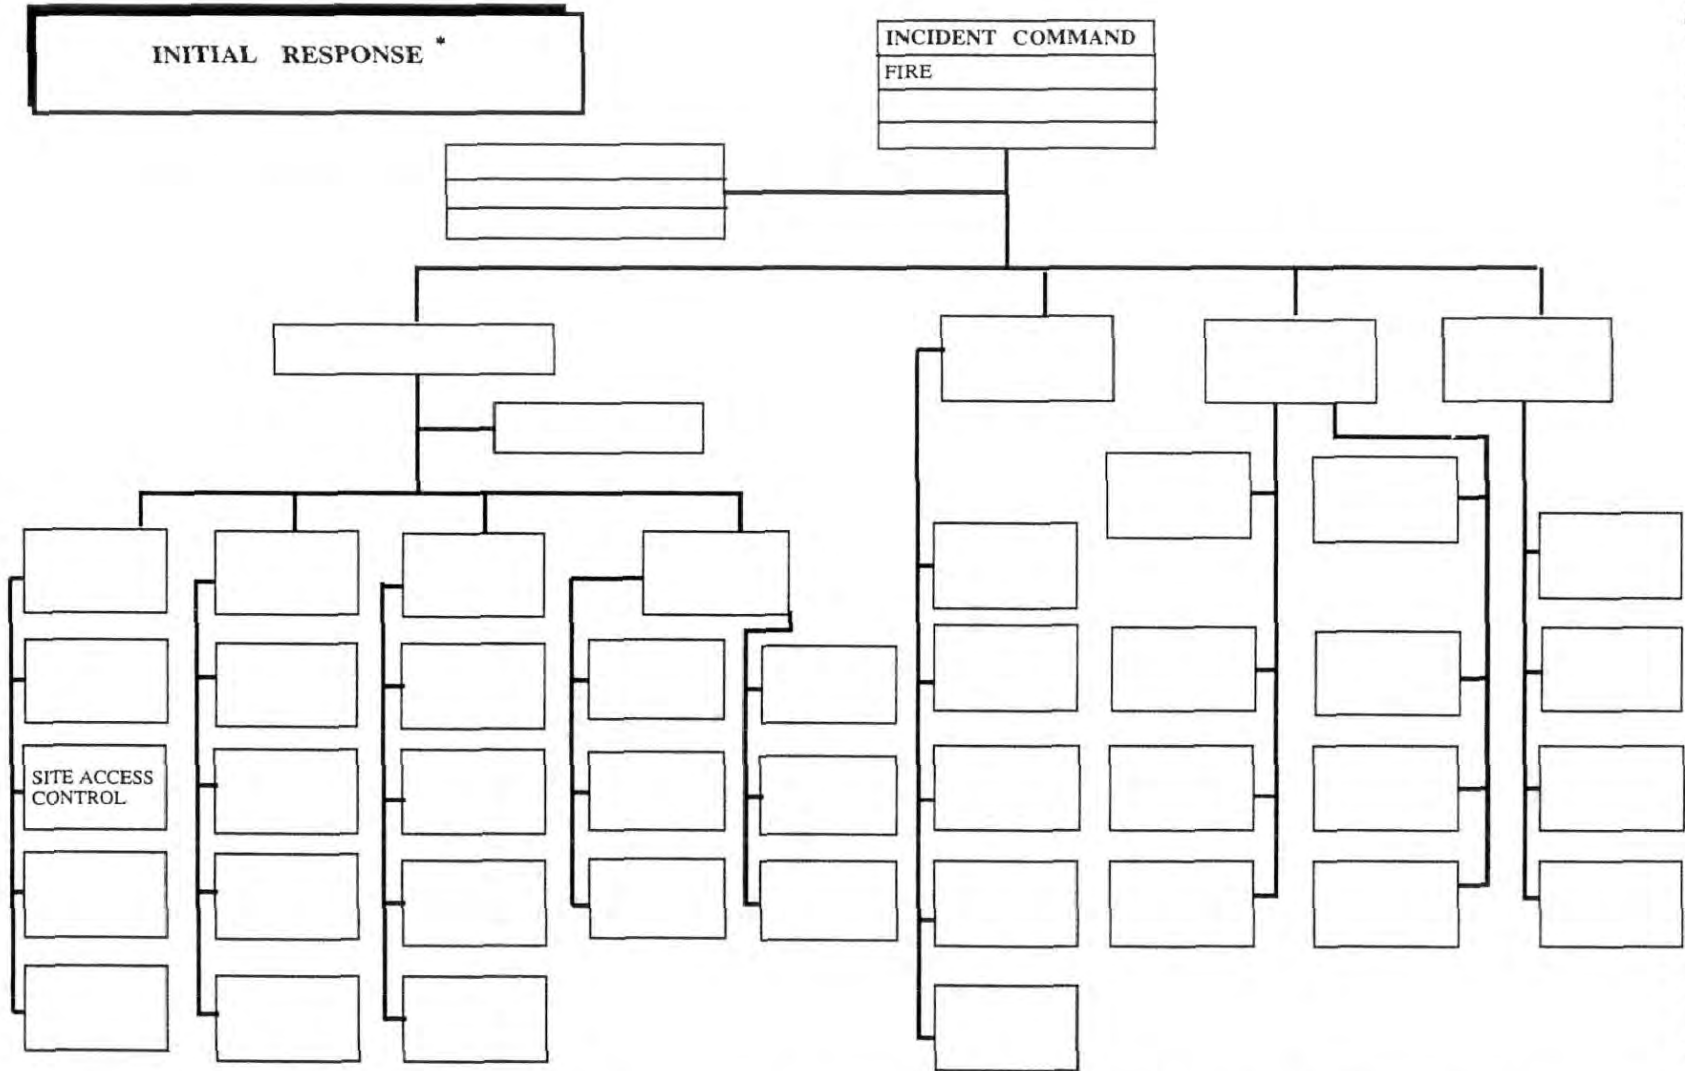 INITIAL RESPONSE *
INCIDENT COMMAND
FIRE
SITE ACCESS
CONTROL